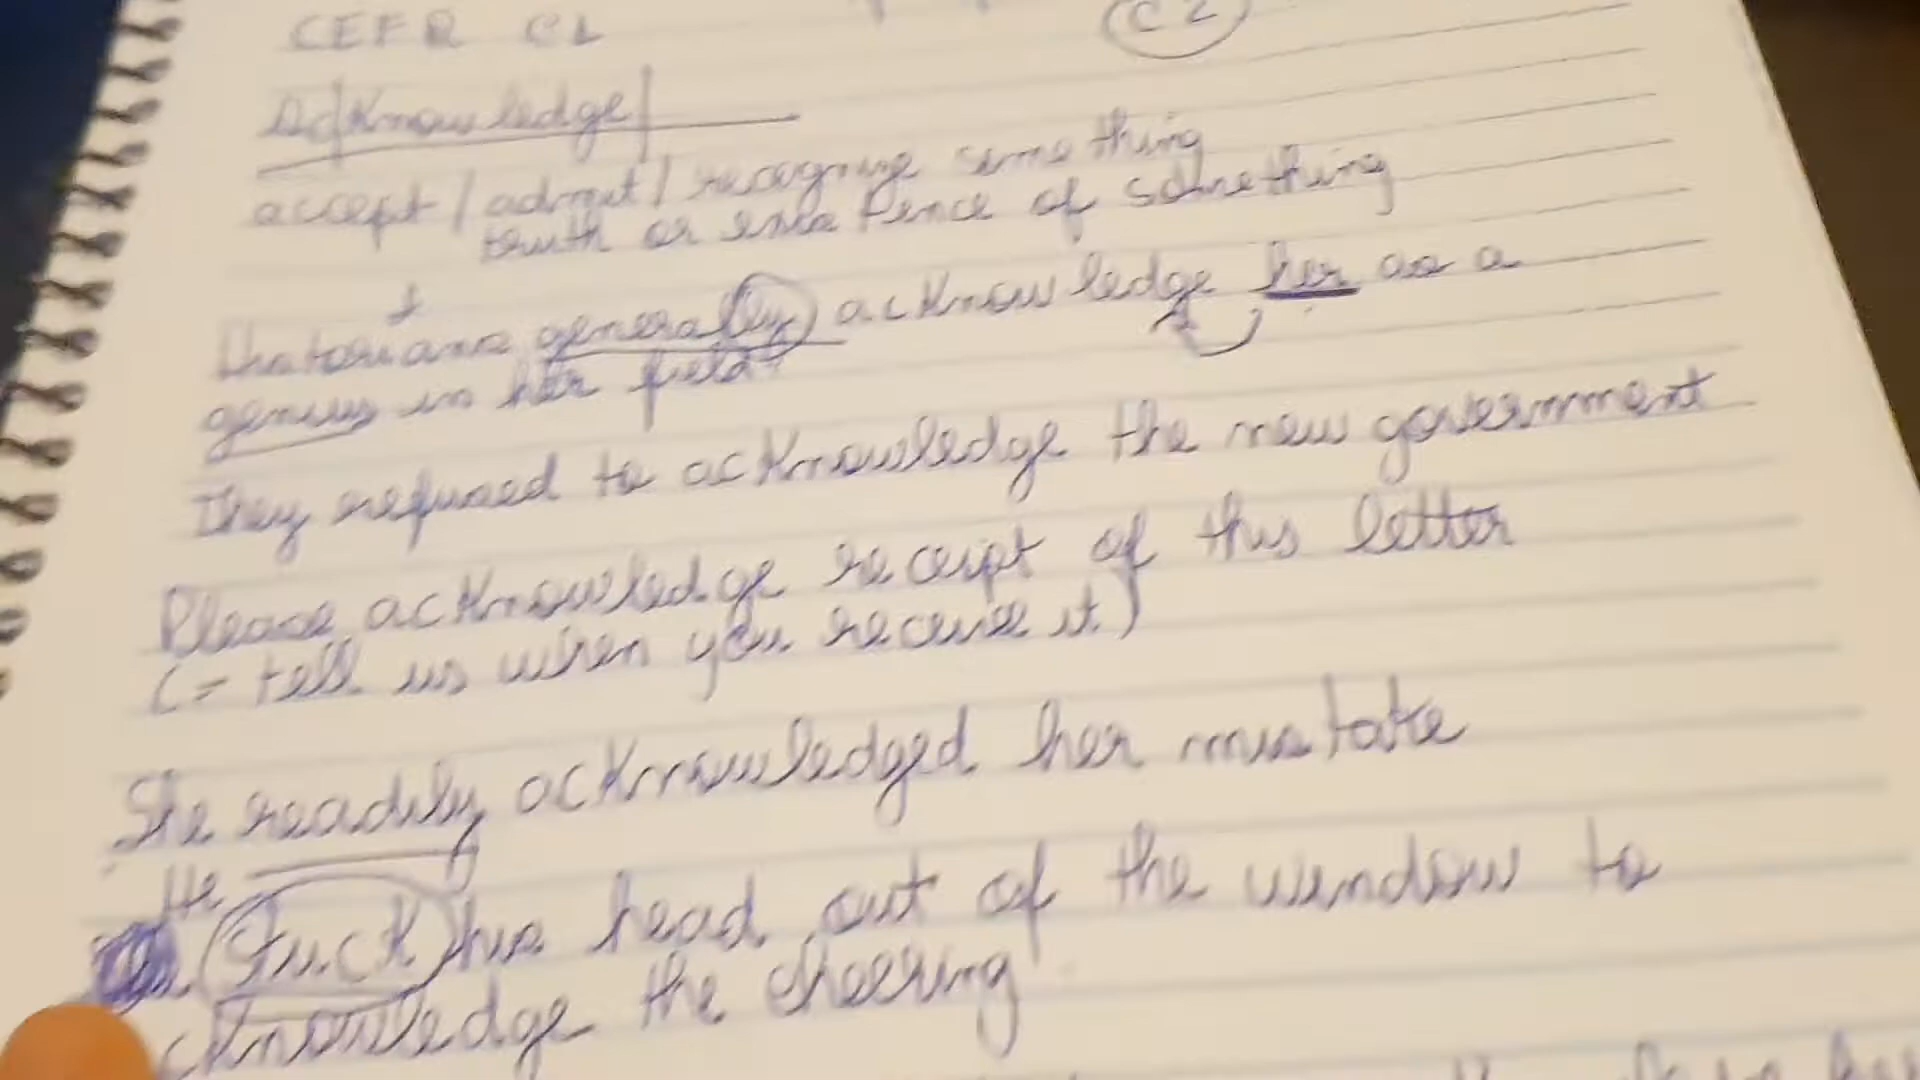 CEFR C1
C2
Acknowledge
accept / admit / recognize something
truth or existence of something
Historians generally acknowledge her as a
genius in her field
They refused to acknowledge the new government
Please acknowledge receipt of this letter
(= tell us when you receive it)
She readily acknowledged her mistake
He
stuck his head out of the window to
cknowledge the cheering